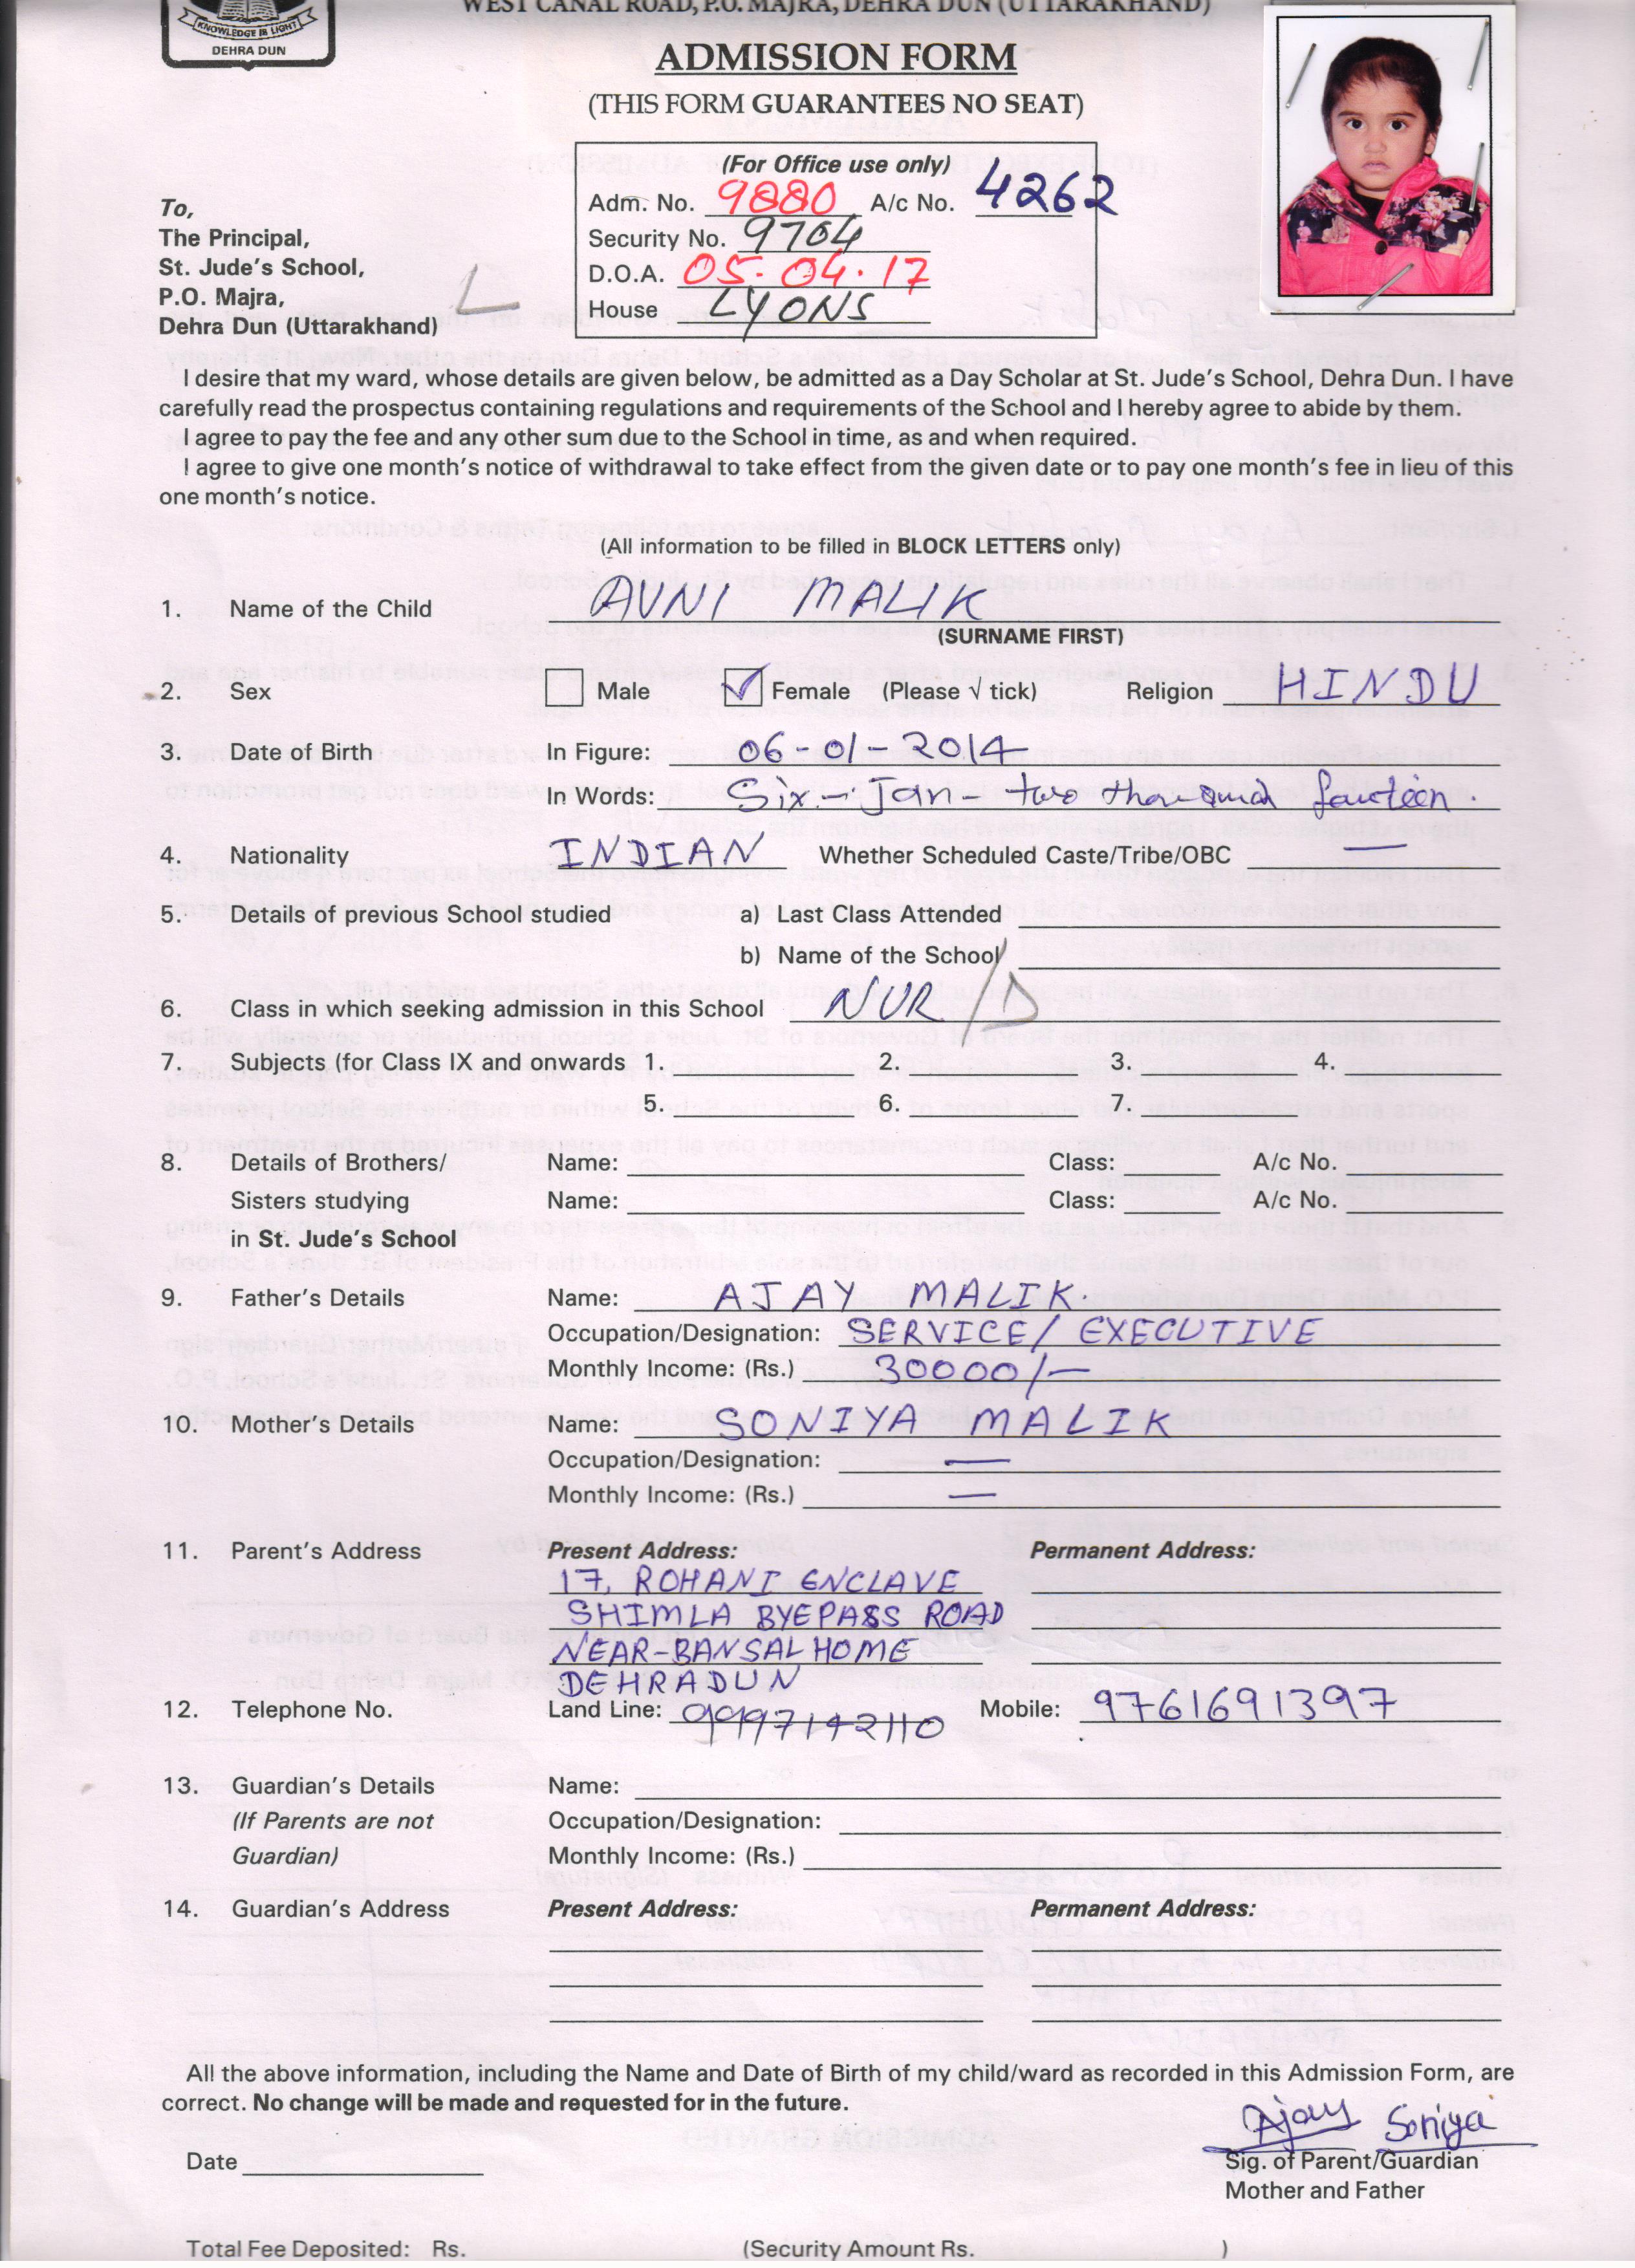 WEST CANAL ROAD, P.O. MAJRA, DEHRA DUN (UTTARAKHAND)
KNOWLEDGE IS LIGHT
DEHRA DUN
ADMISSION FORM
(THIS FORM GUARANTEES NO SEAT)
(For Office use only)
Adm. No. 9880 A/c No. 4262
Security No. 9704
D.O.A. 05.04.17
House LYONS
To,
The Principal,
St. Jude's School,
P.O. Majra,
Dehra Dun (Uttarakhand)
I desire that my ward, whose details are given below, be admitted as a Day Scholar at St. Jude's School, Dehra Dun. I have
carefully read the prospectus containing regulations and requirements of the School and I hereby agree to abide by them.
I agree to pay the fee and any other sum due to the School in time, as and when required.
I agree to give one month's notice of withdrawal to take effect from the given date or to pay one month's fee in lieu of this
one month's notice.
(All information to be filled in BLOCK LETTERS only)
1. Name of the Child AVNI MALIK
(SURNAME FIRST)
2. Sex Male ✓ Female (Please √ tick) Religion HINDU
3. Date of Birth In Figure: 06-01-2014
In Words: Six - Jan - two thousand fourteen.
4. Nationality INDIAN Whether Scheduled Caste/Tribe/OBC —
5. Details of previous School studied a) Last Class Attended
b) Name of the School
6. Class in which seeking admission in this School NUR/D
7. Subjects (for Class IX and onwards 1. 2. 3. 4.
5. 6. 7.
8. Details of Brothers/ Name: Class: A/c No.
Sisters studying Name: Class: A/c No.
in St. Jude's School
9. Father's Details Name: AJAY MALIK.
Occupation/Designation: SERVICE/ EXECUTIVE
Monthly Income: (Rs.) 30000/-
10. Mother's Details Name: SONIYA MALIK
Occupation/Designation: —
Monthly Income: (Rs.) —
11. Parent's Address Present Address: Permanent Address:
17, ROHANI ENCLAVE
SHIMLA BYEPASS ROAD
NEAR-BANSAL HOME
DEHRADUN
12. Telephone No. Land Line: 9997142110 Mobile: 9761691397
13. Guardian's Details Name:
(If Parents are not Occupation/Designation:
Guardian) Monthly Income: (Rs.)
14. Guardian's Address Present Address: Permanent Address:
All the above information, including the Name and Date of Birth of my child/ward as recorded in this Admission Form, are
correct. No change will be made and requested for in the future.
Ajay Soniya
Date Sig. of Parent/Guardian
Mother and Father
Total Fee Deposited: Rs. (Security Amount Rs. )